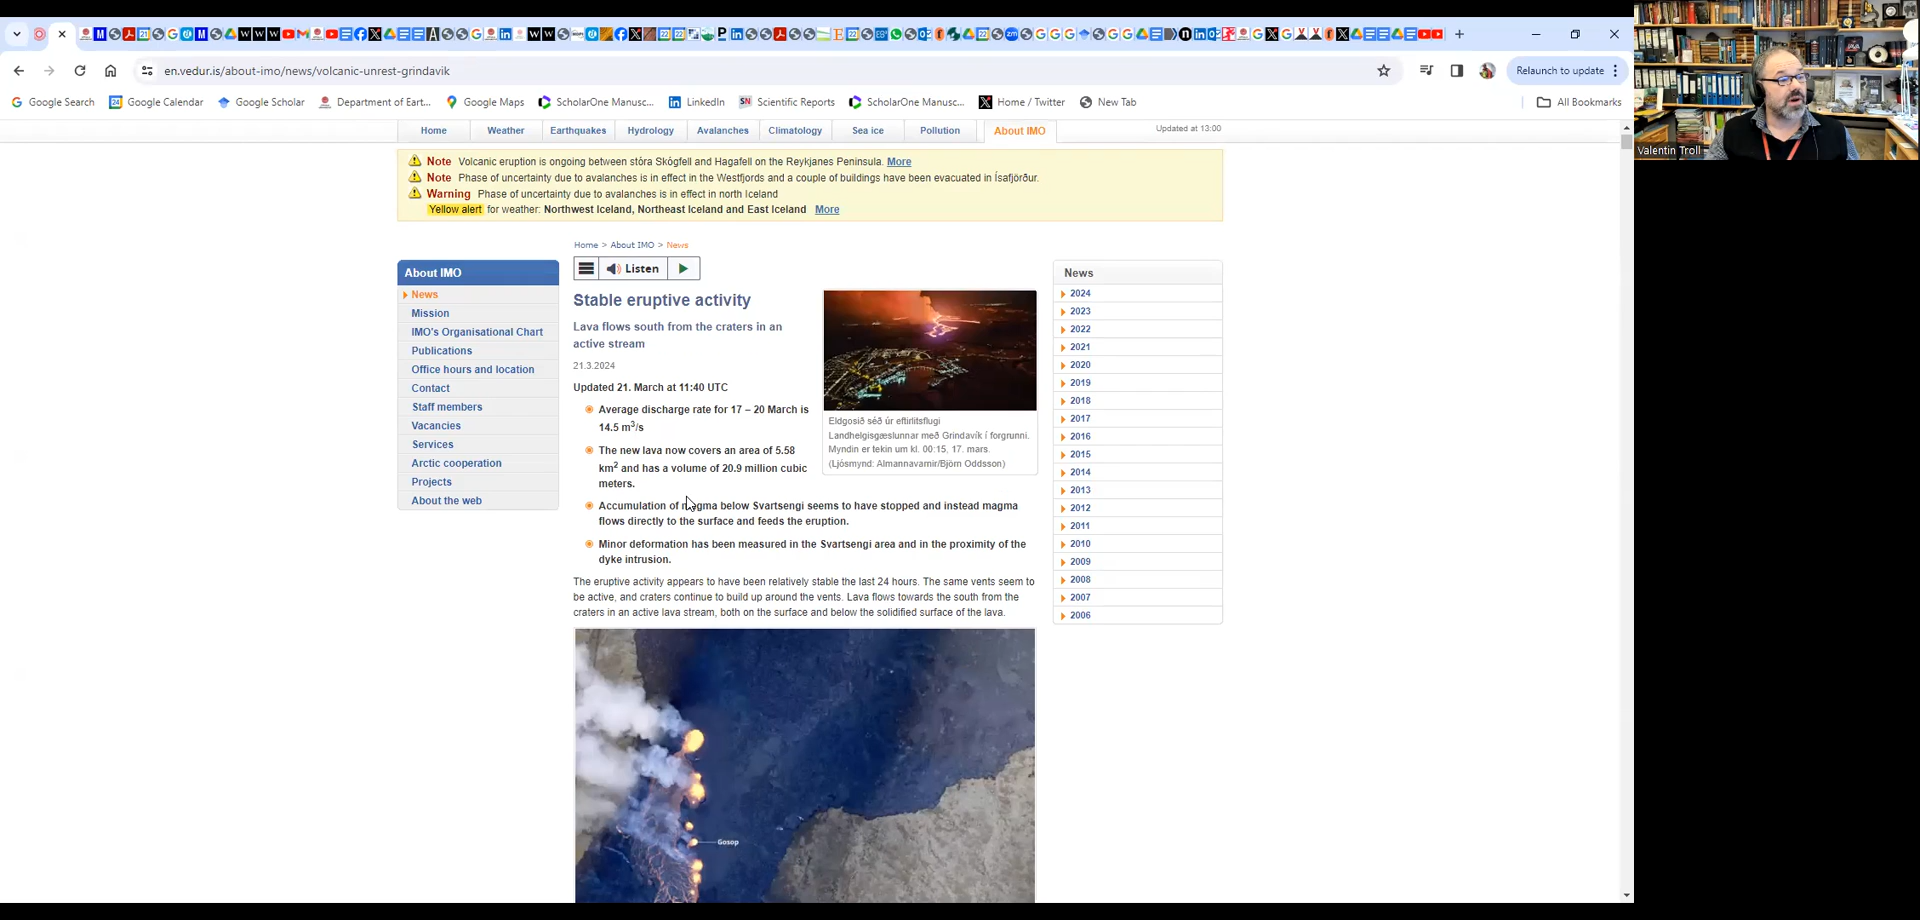 en.vedur.is/about-imo/news/volcanic-unrest-grindavik
Relaunch to update
Google Search
Google Calendar
Google Scholar
Department of Eart...
Google Maps
ScholarOne Manusc...
LinkedIn
Scientific Reports
ScholarOne Manusc...
Home / Twitter
New Tab
All Bookmarks
Valentin Troll
Home
Weather
Earthquakes
Hydrology
Avalanches
Climatology
Sea ice
Pollution
About IMO
Updated at 13:00
Note Volcanic eruption is ongoing between stóra Skógfell and Hagafell on the Reykjanes Peninsula. More
Note Phase of uncertainty due to avalanches is in effect in the Westfjords and a couple of buildings have been evacuated in Ísafjörður.
Warning Phase of uncertainty due to avalanches is in effect in north Iceland
Yellow alert for weather: Northwest Iceland, Northeast Iceland and East Iceland More
Home > About IMO > News
About IMO
News
Mission
IMO's Organisational Chart
Publications
Office hours and location
Contact
Staff members
Vacancies
Services
Arctic cooperation
Projects
About the web
Listen
Stable eruptive activity
Lava flows south from the craters in an
active stream
21.3.2024
Updated 21. March at 11:40 UTC
Average discharge rate for 17 – 20 March is
14.5 m3/s
The new lava now covers an area of 5.58
km2 and has a volume of 20.9 million cubic
meters.
Accumulation of magma below Svartsengi seems to have stopped and instead magma
flows directly to the surface and feeds the eruption.
Minor deformation has been measured in the Svartsengi area and in the proximity of the
dyke intrusion.
The eruptive activity appears to have been relatively stable the last 24 hours. The same vents seem to
be active, and craters continue to build up around the vents. Lava flows towards the south from the
craters in an active lava stream, both on the surface and below the solidified surface of the lava.
Eldgosið séð úr eftirlitsflugi
Landhelgisgæslunnar með Grindavík í forgrunni.
Myndin er tekin um kl. 00:15, 17. mars.
(Ljósmynd: Almannavarnir/Björn Oddsson)
Gosop
News
2024
2023
2022
2021
2020
2019
2018
2017
2016
2015
2014
2013
2012
2011
2010
2009
2008
2007
2006